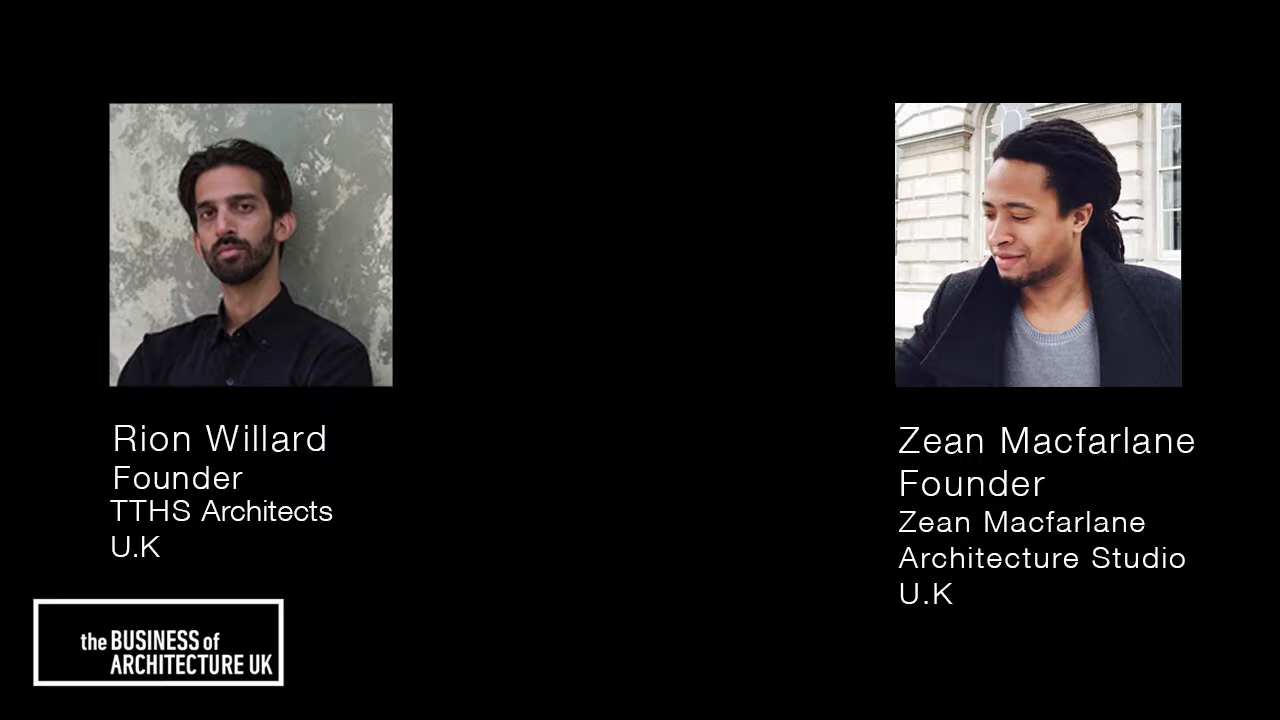 Rion Willard
Founder
TTHS Architects
U.K
Zean Macfarlane
Founder
Zean Macfarlane
Architecture Studio
U.K
the BUSINESS of
ARCHITECTURE UK